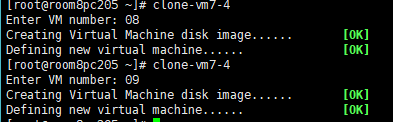 [root@room8pc205 ~]# clone-vm7-4
Enter VM number: 08
Creating Virtual Machine disk image...... [OK]
Defining new virtual machine...... [OK]
[root@room8pc205 ~]# clone-vm7-4
Enter VM number: 09
Creating Virtual Machine disk image...... [OK]
Defining new virtual machine...... [OK]
[root@room8pc205 ~]#